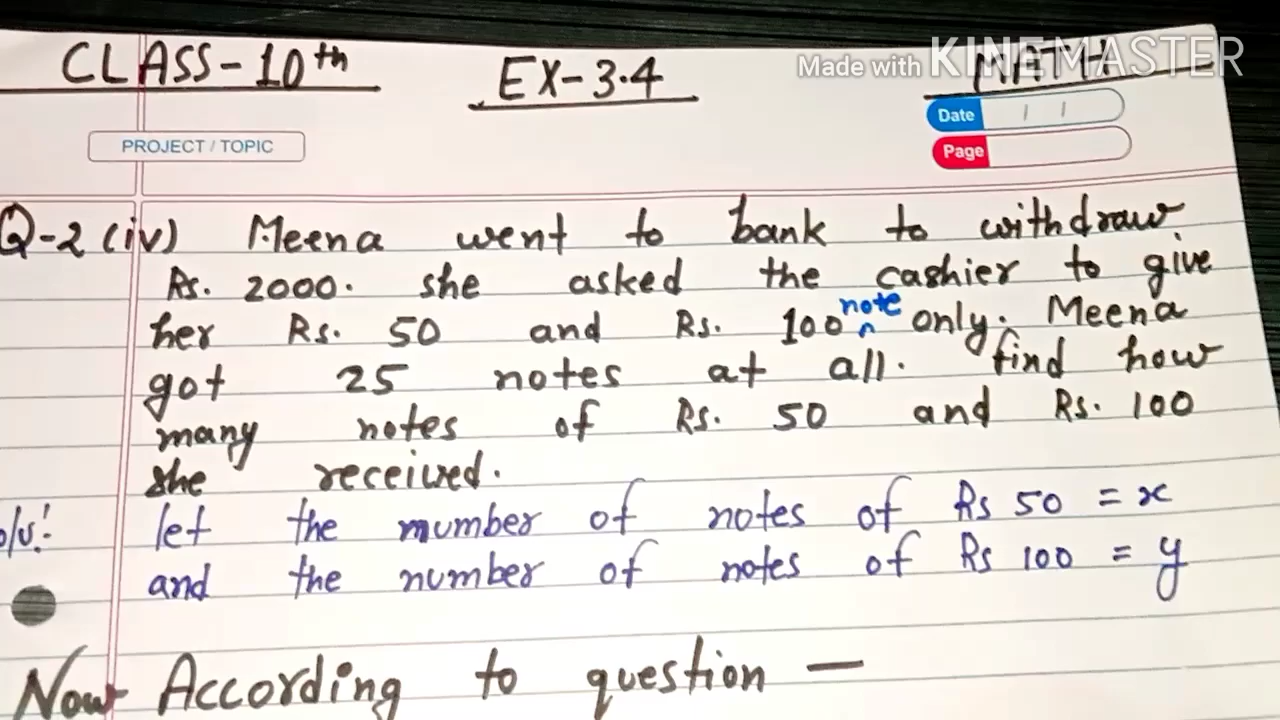 CLASS-10th EX-3.4 MATH
Made with KINEMASTER
Date
PROJECT / TOPIC
Page
Q-2 (iv) Meena went to bank to withdraw
Rs. 2000. she asked the cashier to give
her Rs. 50 and Rs. 100 note only. Meena
got 25 notes at all. find how
many notes of Rs. 50 and Rs. 100
she received.
let the number of notes of Rs 50 = x
and the number of notes of Rs 100 = y
Now According to question —